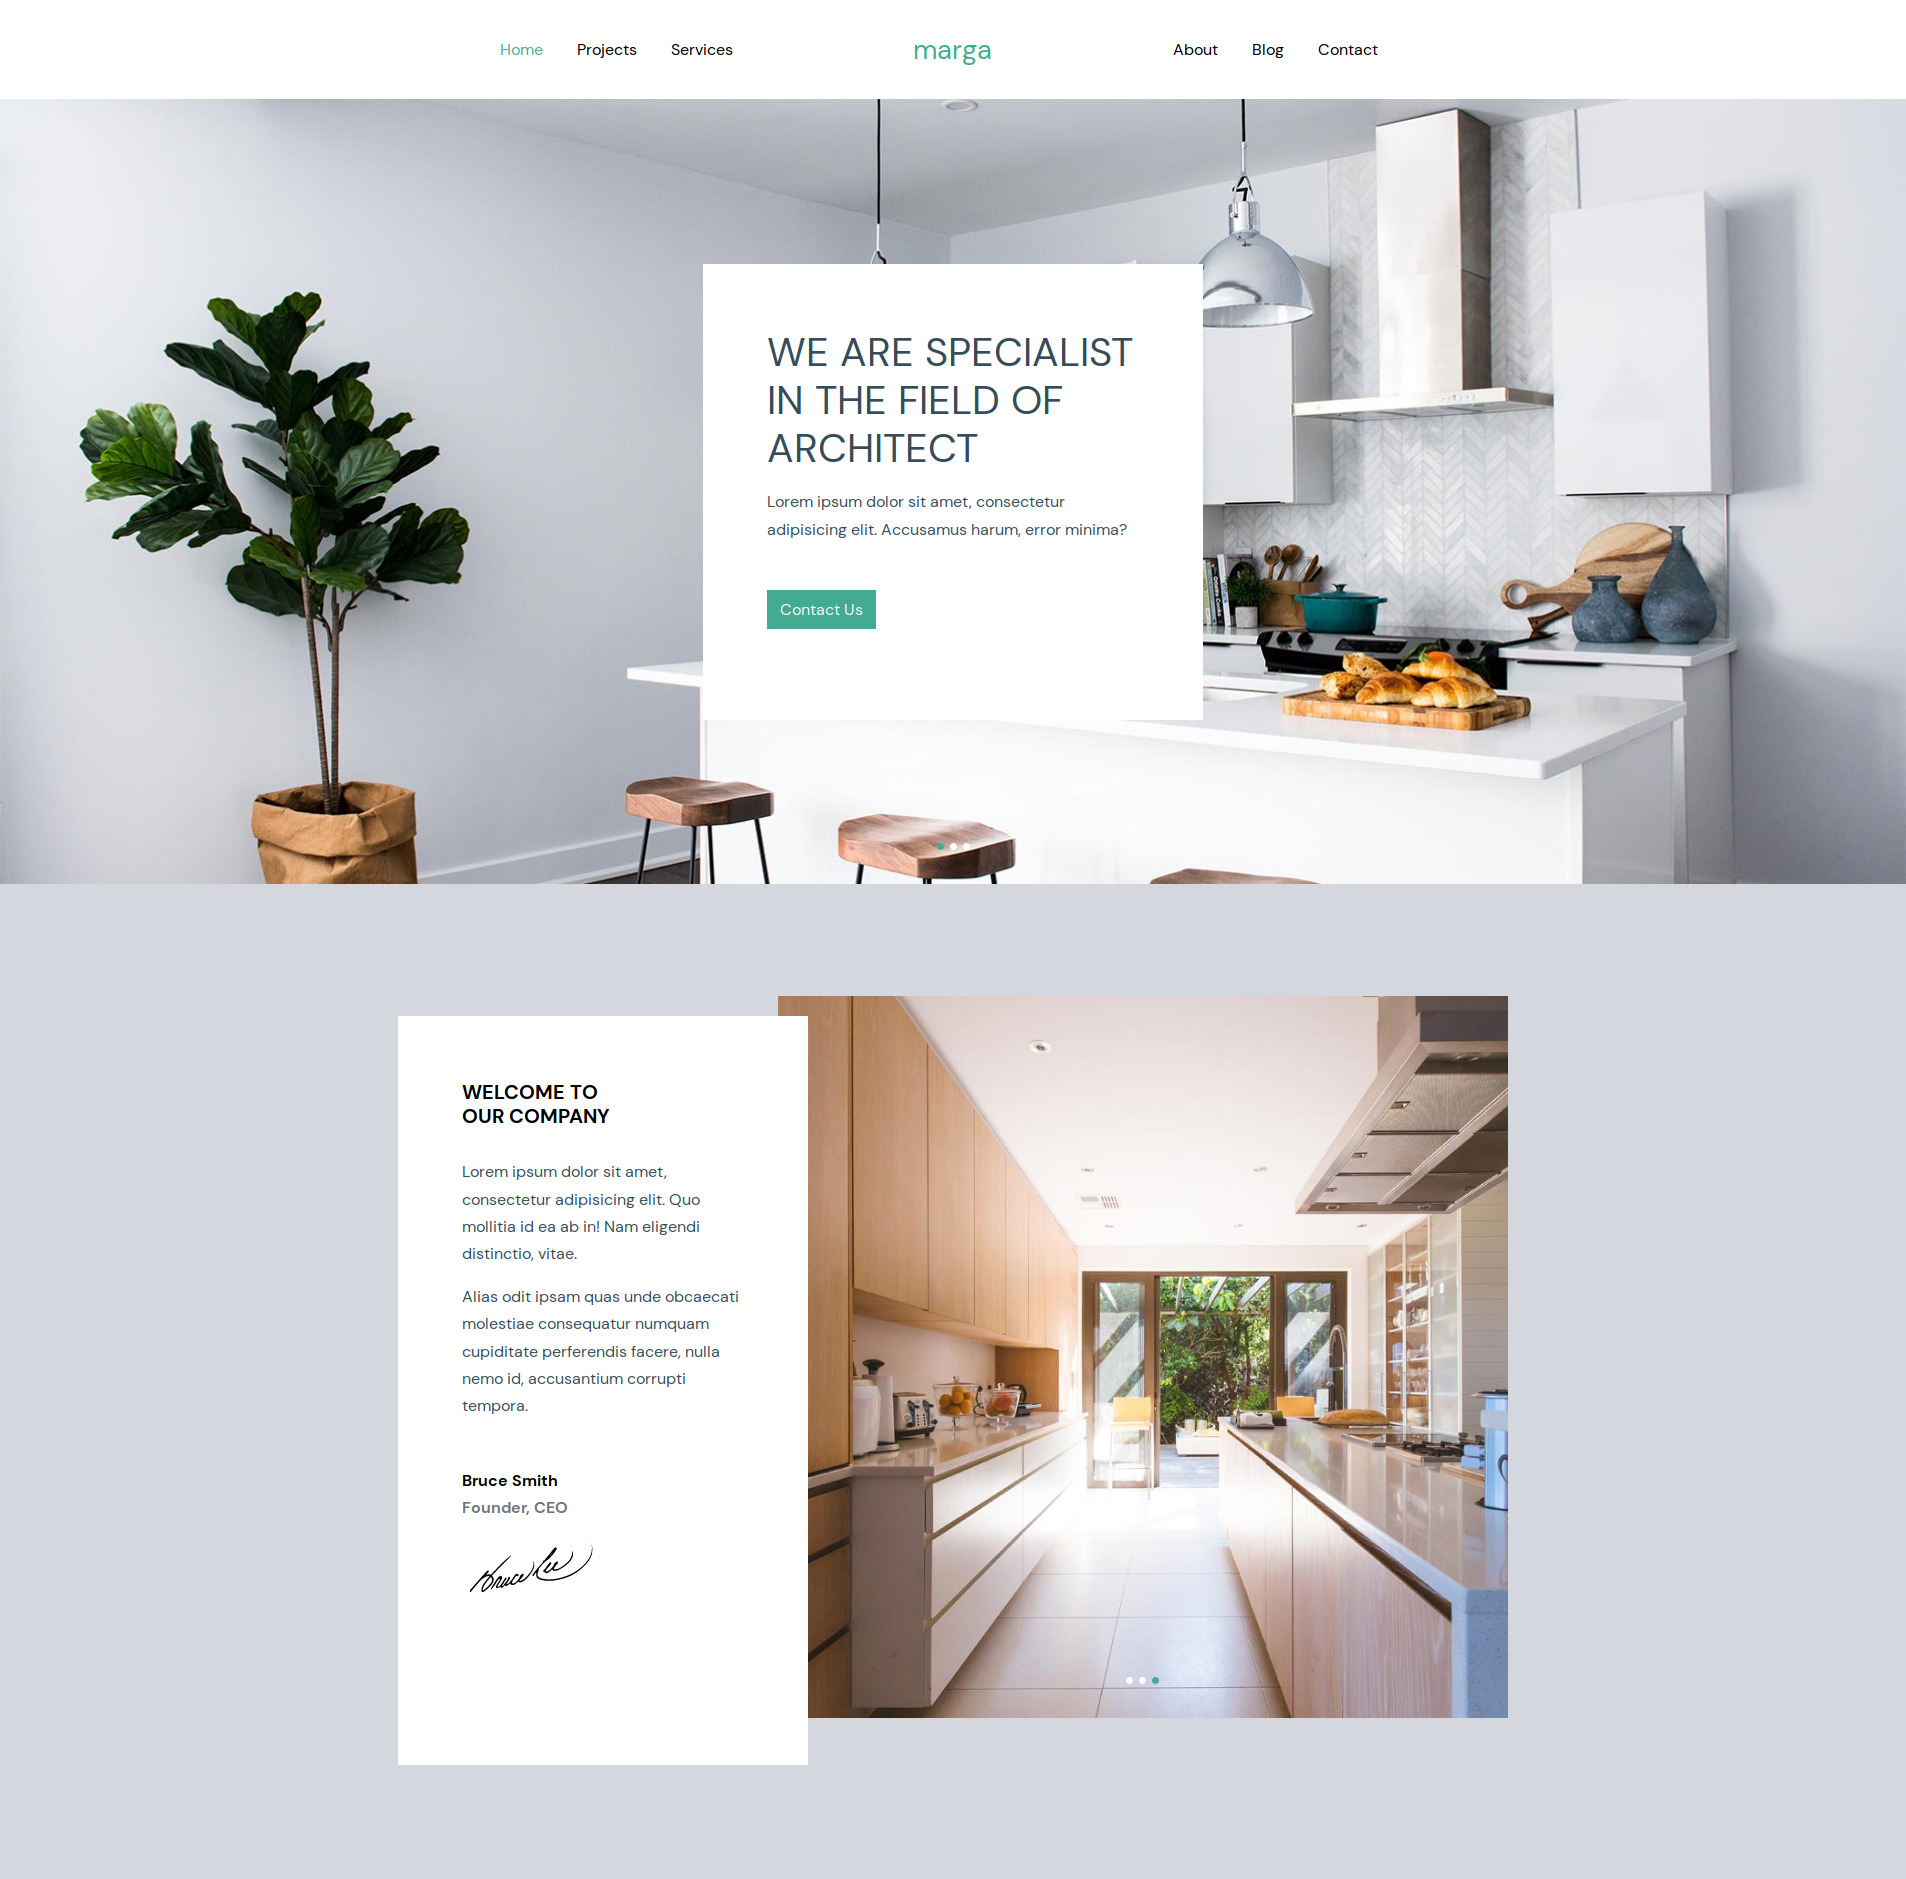 Home Projects Services marga About Blog Contact
WE ARE SPECIALIST
IN THE FIELD OF
ARCHITECT
Lorem ipsum dolor sit amet, consectetur
adipisicing elit. Accusamus harum, error minima?
Contact Us
WELCOME TO
OUR COMPANY
Lorem ipsum dolor sit amet,
consectetur adipisicing elit. Quo
mollitia id ea ab in! Nam eligendi
distinctio, vitae.
Alias odit ipsam quas unde obcaecati
molestiae consequatur numquam
cupiditate perferendis facere, nulla
nemo id, accusantium corrupti
tempora.
Bruce Smith
Founder, CEO
Bruce Lee